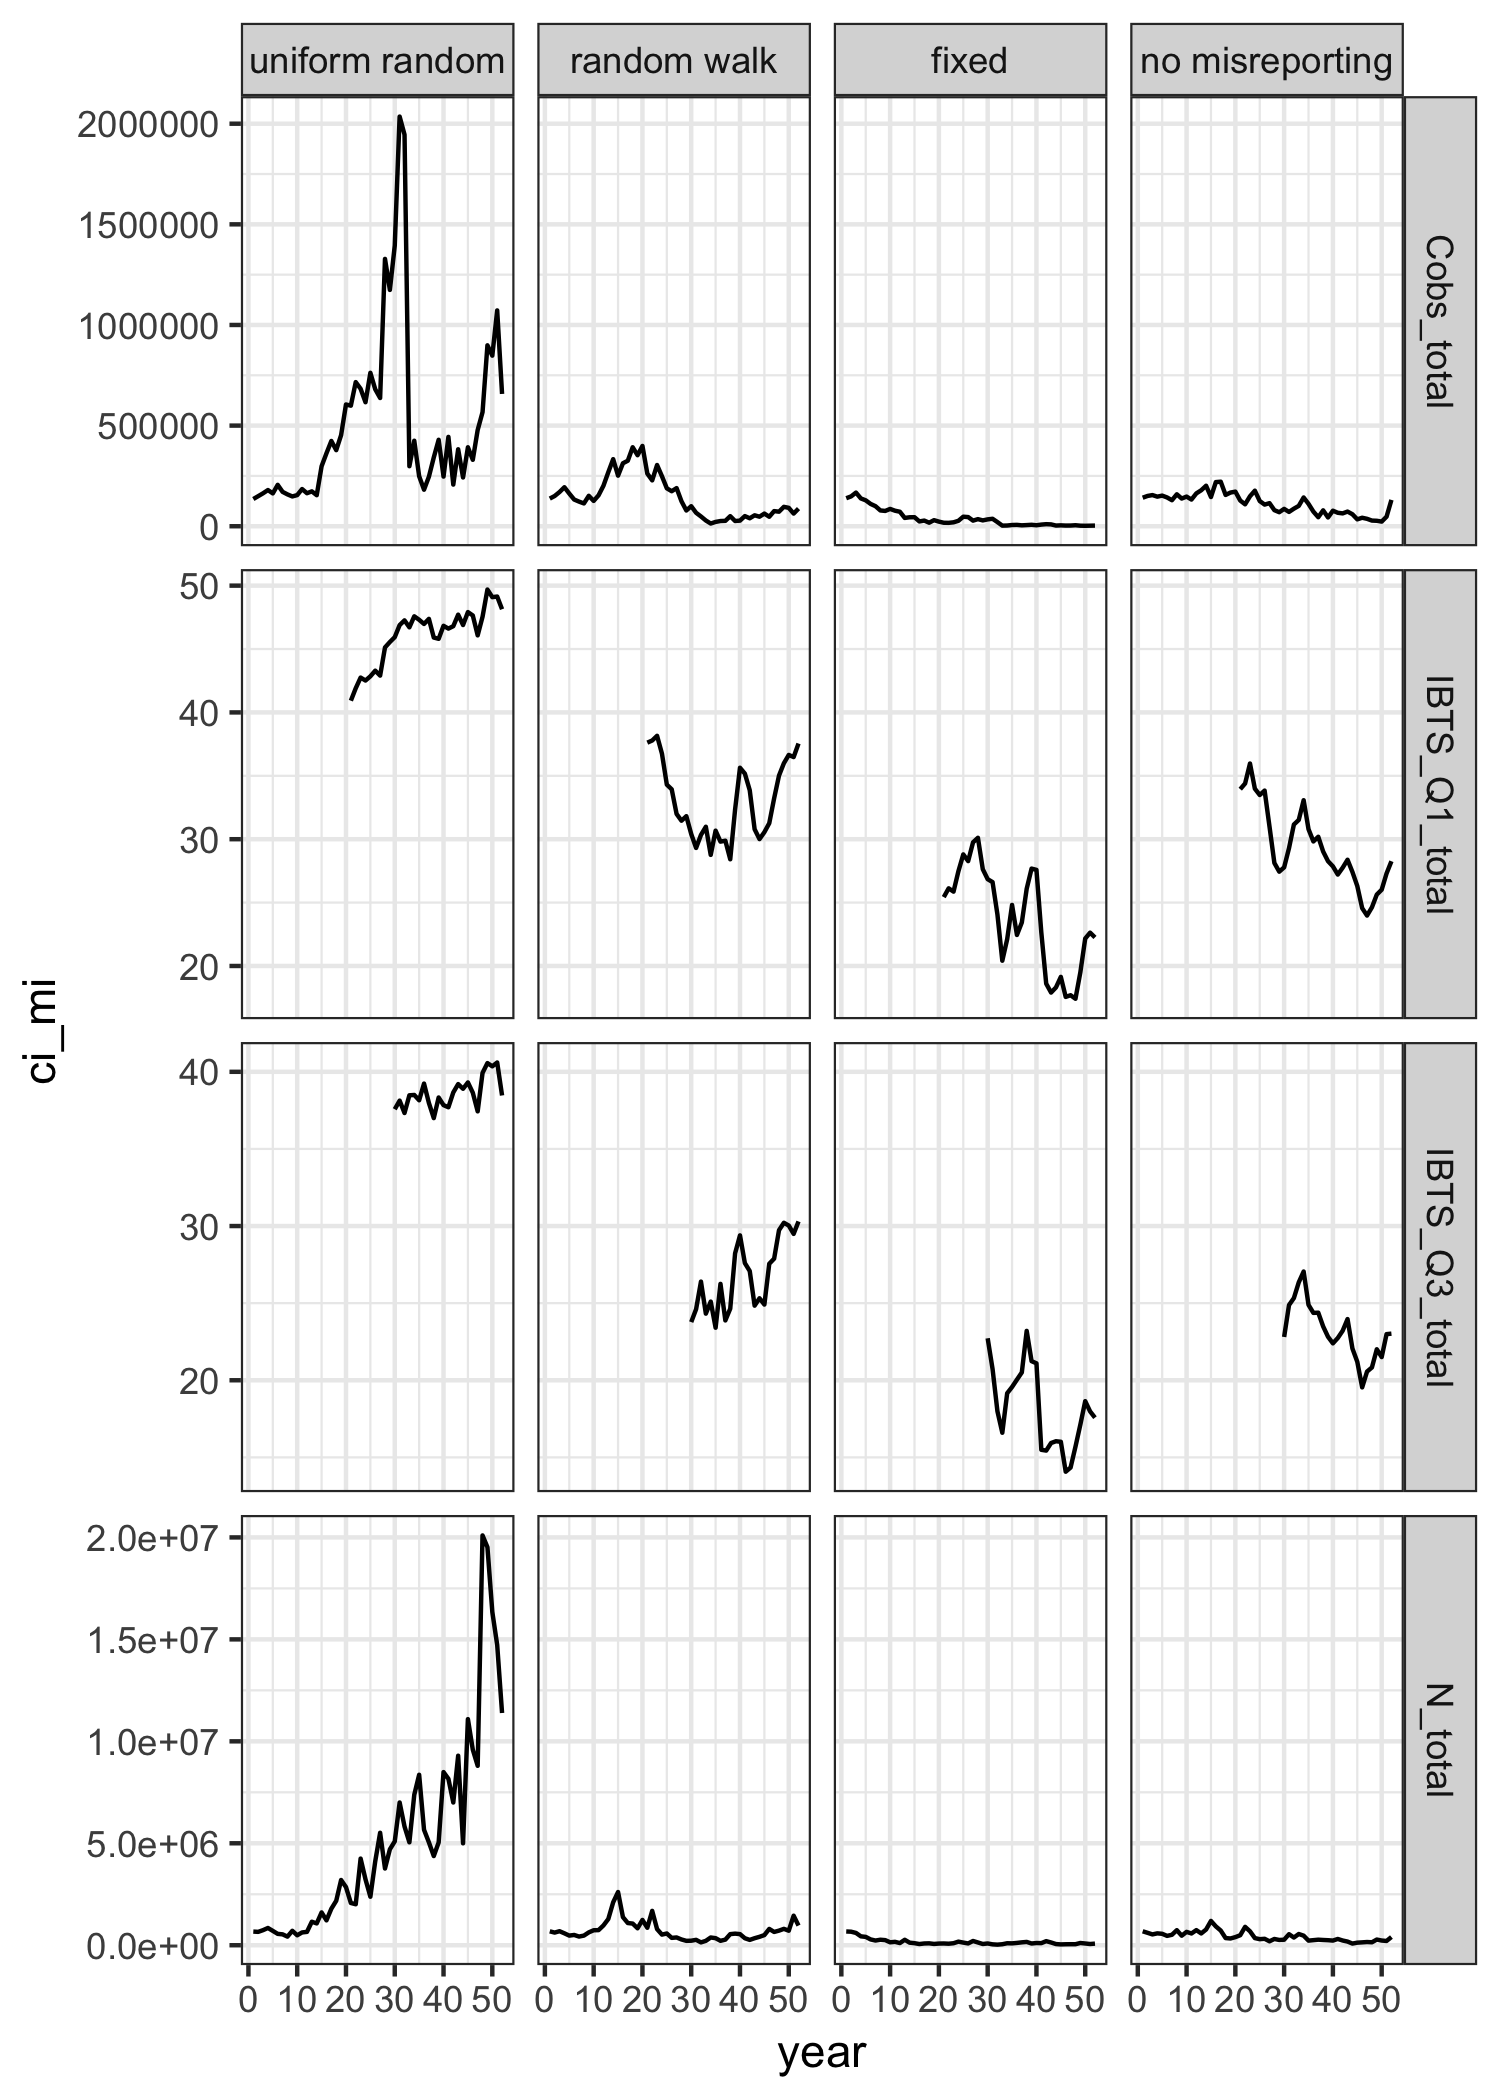 uniform random random walk fixed no misreporting
2000000
1500000
1000000
500000
0
Cobs_total
50
40
30
20
IBTS_Q1_total
40
30
20
IBTS_Q3_total
2.0e+07
1.5e+07
1.0e+07
5.0e+06
0.0e+00
N_total
ci_mi
0 10 20 30 40 50 0 10 20 30 40 50 0 10 20 30 40 50 0 10 20 30 40 50
year